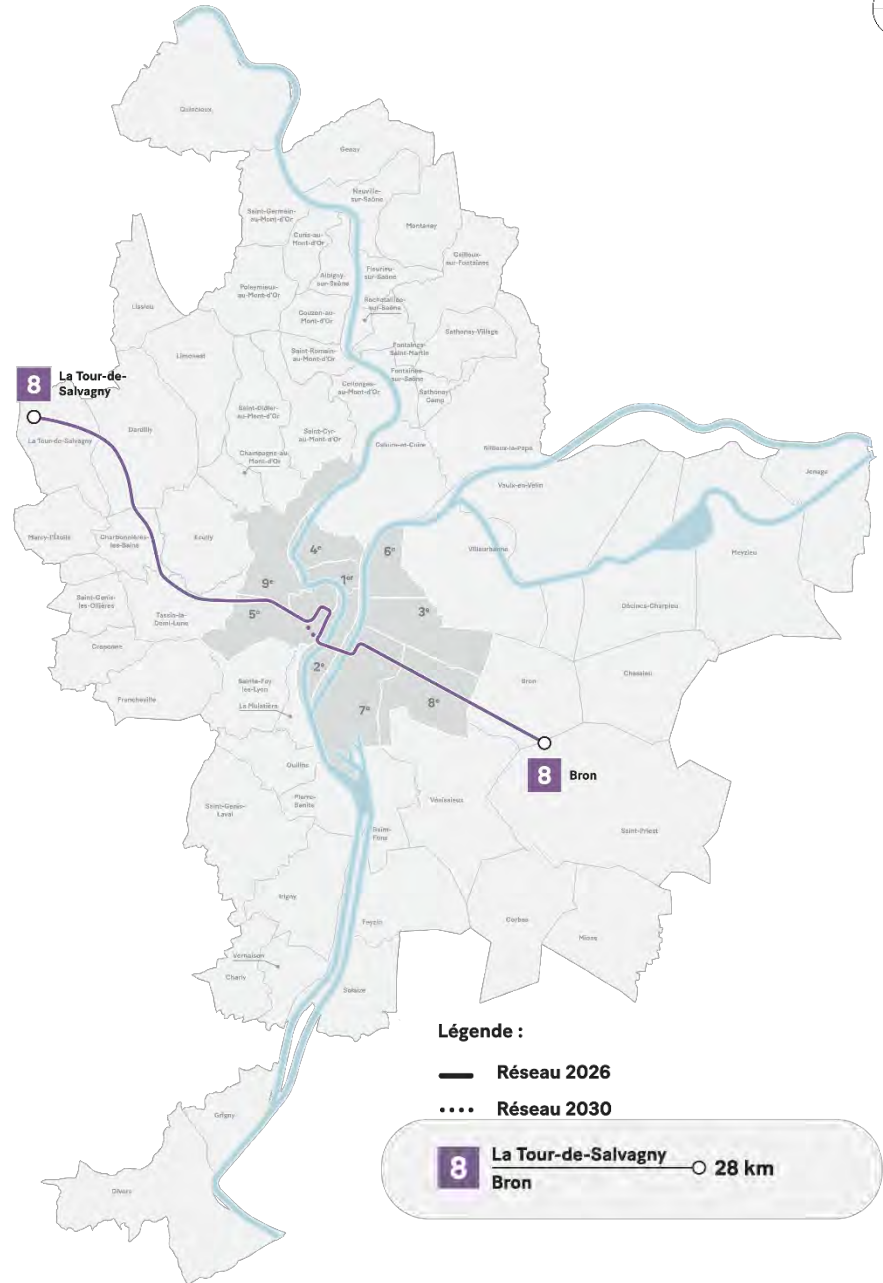 Quincieux
Genay
Neuville-
sur-Saône
Saint-Germain-
au-Mont-d'Or
Montanay
Curis-au-
Mont-d'Or
Cailloux-
sur-Fontaines
Albigny-
sur-Saône
Fleurieu-
sur-Saône
Poleymieux-
au-Mont-d'Or
Rochetaillée-
sur-Saône
Lissieu
Couzon-au-
Mont-d'Or
Sathonay-Village
Limonest
Saint-Romain-
au-Mont-d'Or
Fontaines-
Saint-Martin
Fontaines-
sur-Saône
8
La Tour-de-
Salvagny
Collonges-
au-Mont-d'Or
Sathonay-
Camp
Saint-Didier-
au-Mont-d'Or
Dardilly
La Tour-de-Salvagny
Saint-Cyr-
au-Mont-d'Or
Caluire-et-Cuire
Rillieux-la-Pape
Champagne-au-
Mont-d'Or
Jonage
Vaulx-en-Velin
Marcy-l'Étoile
Charbonnières-
les-Bains
Écully
4e
6e
Villeurbanne
Meyzieu
1er
9e
Saint-Genis-
les-Ollières
5e
3e
Décines-Charpieu
Tassin-la-
Demi-Lune
Craponne
2e
Bron
Chassieu
Sainte-Foy-
lès-Lyon
Francheville
7e
8e
La Mulatière
8
Bron
Oullins
Pierre-
Bénite
Vénissieux
Saint-Genis-
Laval
Saint-
Fons
Saint-Priest
Irigny
Feyzin
Corbas
Mions
Vernaison
Charly
Solaize
Légende :
Réseau 2026
Réseau 2030
Grigny
8
La Tour-de-Salvagny
Bron
28 km
Givors